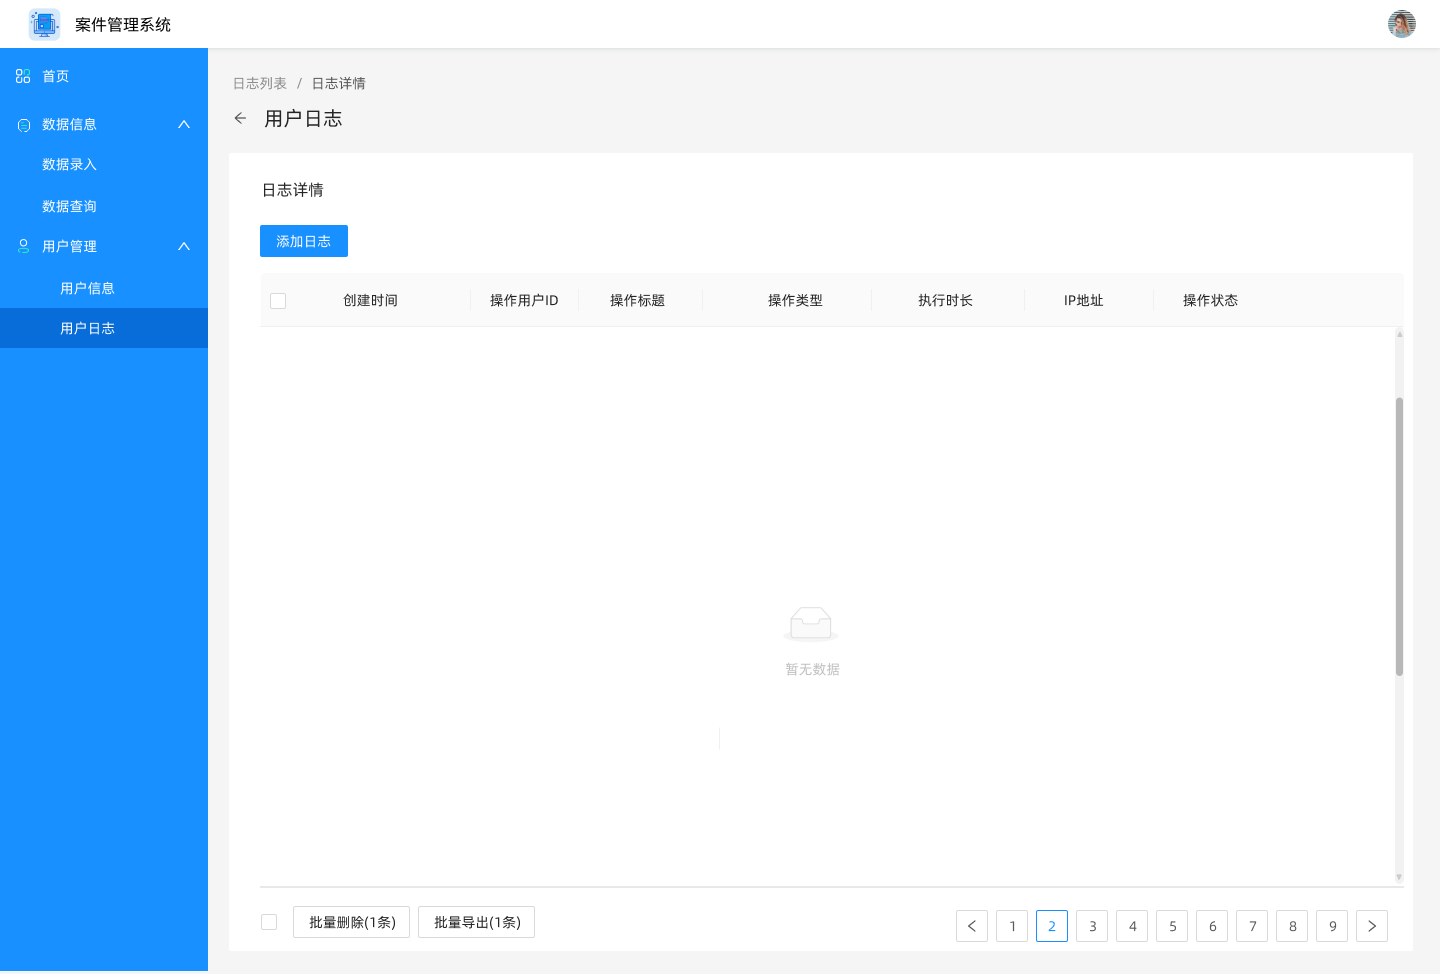 案件管理系统
首页
数据信息
数据录入
数据查询
用户管理
用户信息
用户日志
日志列表 / 日志详情
用户日志
日志详情
添加日志
创建时间 操作用户ID 操作标题 操作类型 执行时长 IP地址 操作状态
暂无数据
批量删除(1条) 批量导出(1条)
1 2 3 4 5 6 7 8 9